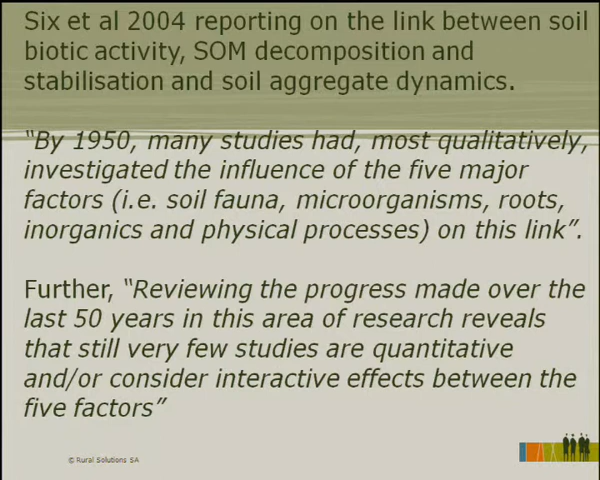 Six et al 2004 reporting on the link between soil
biotic activity, SOM decomposition and
stabilisation and soil aggregate dynamics.
“By 1950, many studies had, most qualitatively,
investigated the influence of the five major
factors (i.e. soil fauna, microorganisms, roots,
inorganics and physical processes) on this link”.
Further, “Reviewing the progress made over the
last 50 years in this area of research reveals
that still very few studies are quantitative
and/or consider interactive effects between the
five factors”
© Rural Solutions SA